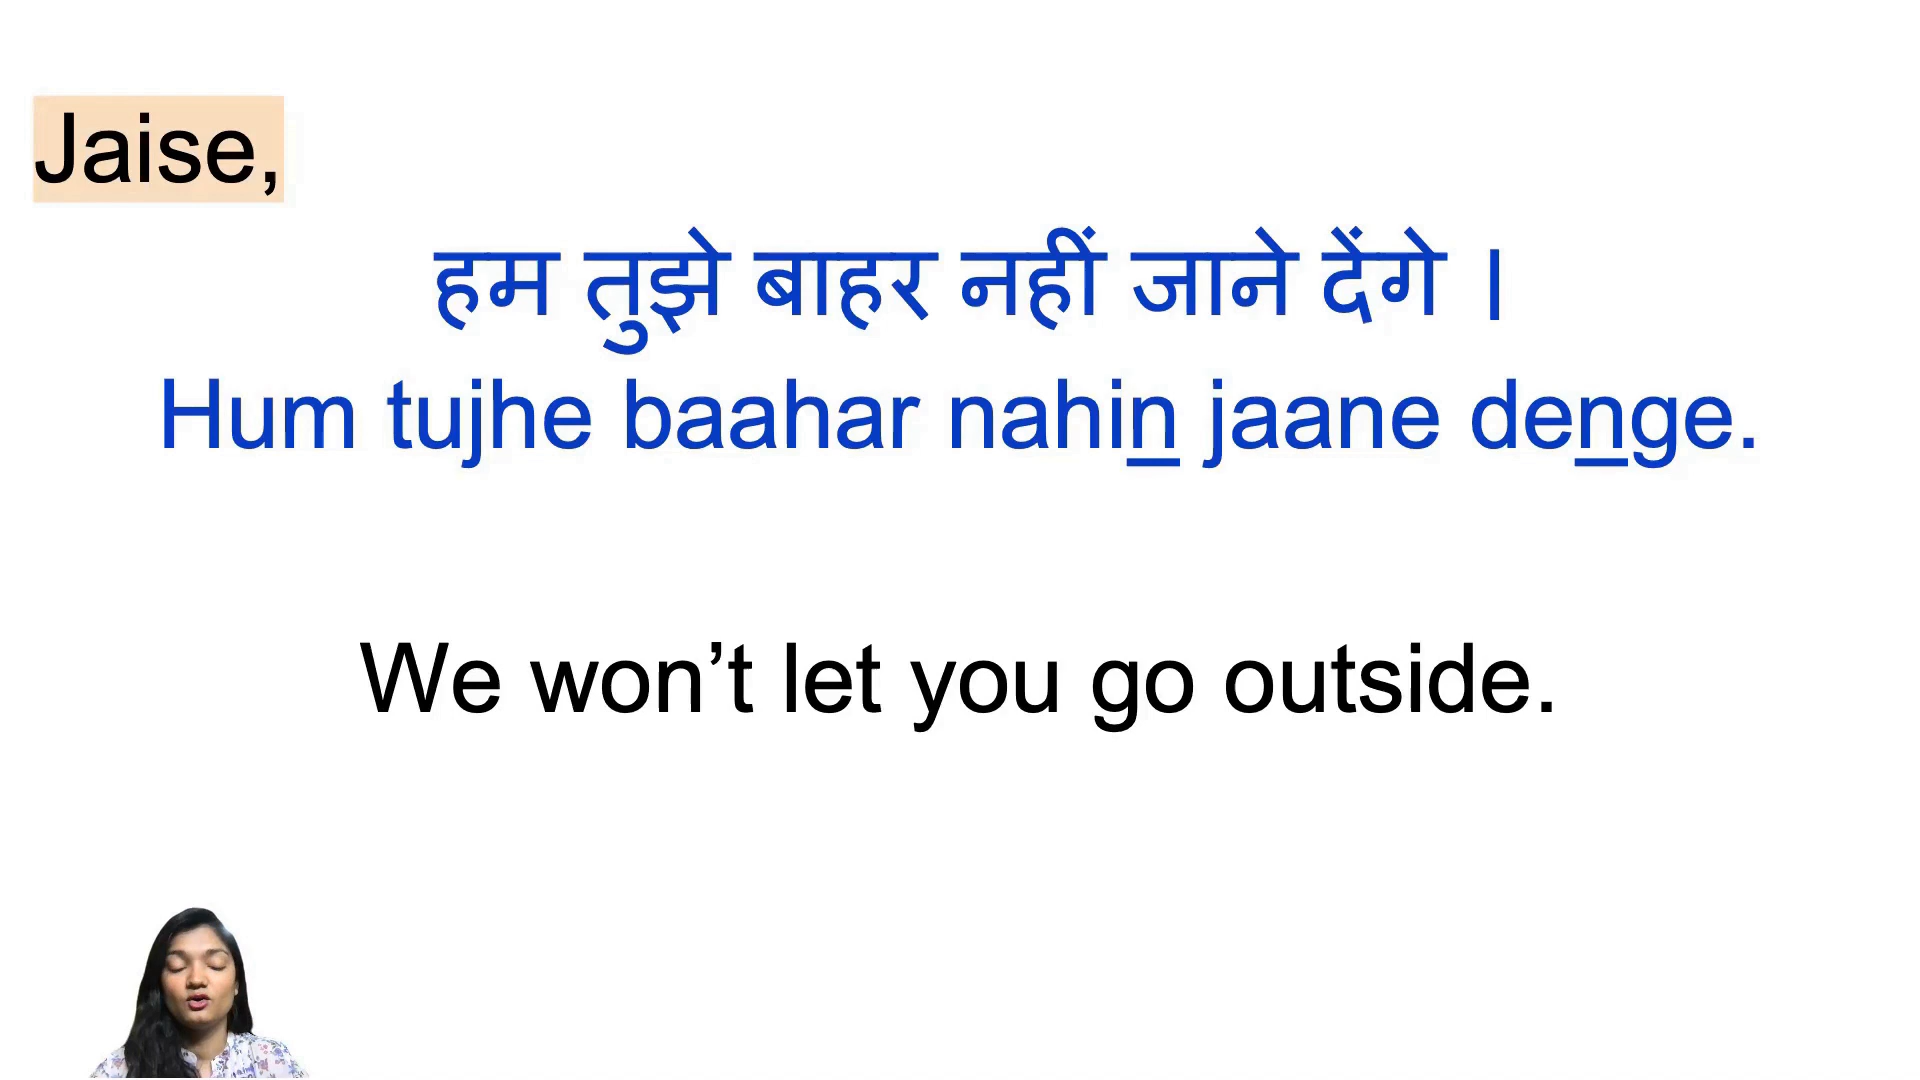 Jaise,
हम तुझे बाहर नहीं जाने देंगे ।
Hum tujhe baahar nahin jaane denge.
We won’t let you go outside.